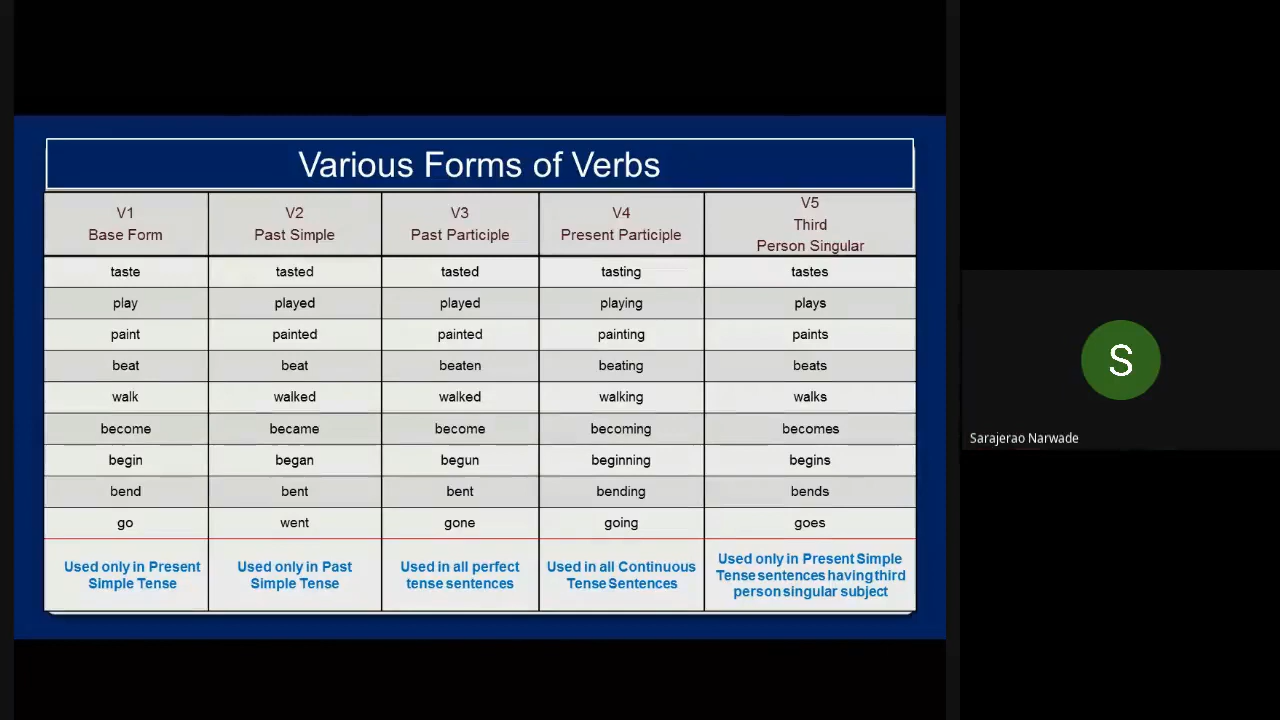 Various Forms of Verbs
V1
Base Form
V2
Past Simple
V3
Past Participle
V4
Present Participle
V5
Third
Person Singular
taste tasted tasted tasting tastes
play played played playing plays
paint painted painted painting paints
beat beat beaten beating beats
walk walked walked walking walks
become became become becoming becomes
begin began begun beginning begins
bend bent bent bending bends
go went gone going goes
Used only in Present
Simple Tense
Used only in Past
Simple Tense
Used in all perfect
tense sentences
Used in all Continuous
Tense Sentences
Used only in Present Simple
Tense sentences having third
person singular subject
S
Sarajerao Narwade